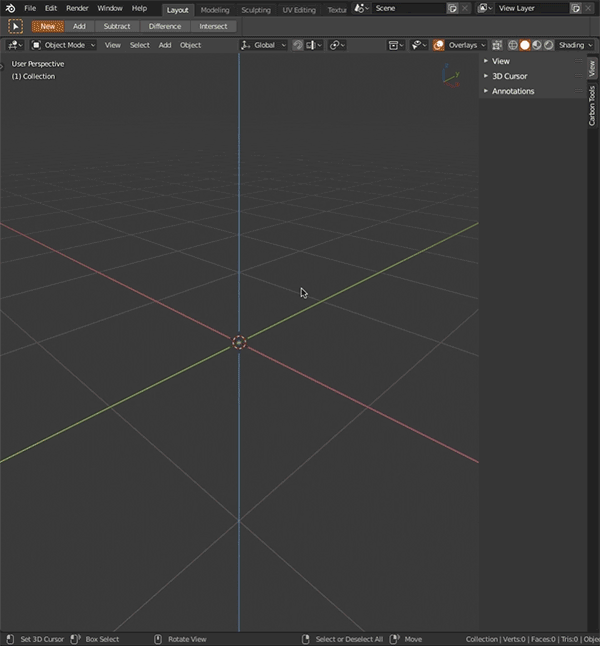 File Edit Render Window Help Layout Modeling Sculpting UV Editing Textur Scene View Layer
New Add Subtract Difference Intersect
Object Mode View Select Add Object Global Overlays Shading
User Perspective
(1) Collection
View
3D Cursor
Annotations
View
Carbon Tools
Set 3D Cursor Box Select Rotate View Select or Deselect All Move Collection | Verts:0 | Faces:0 | Tris:0 | Obje